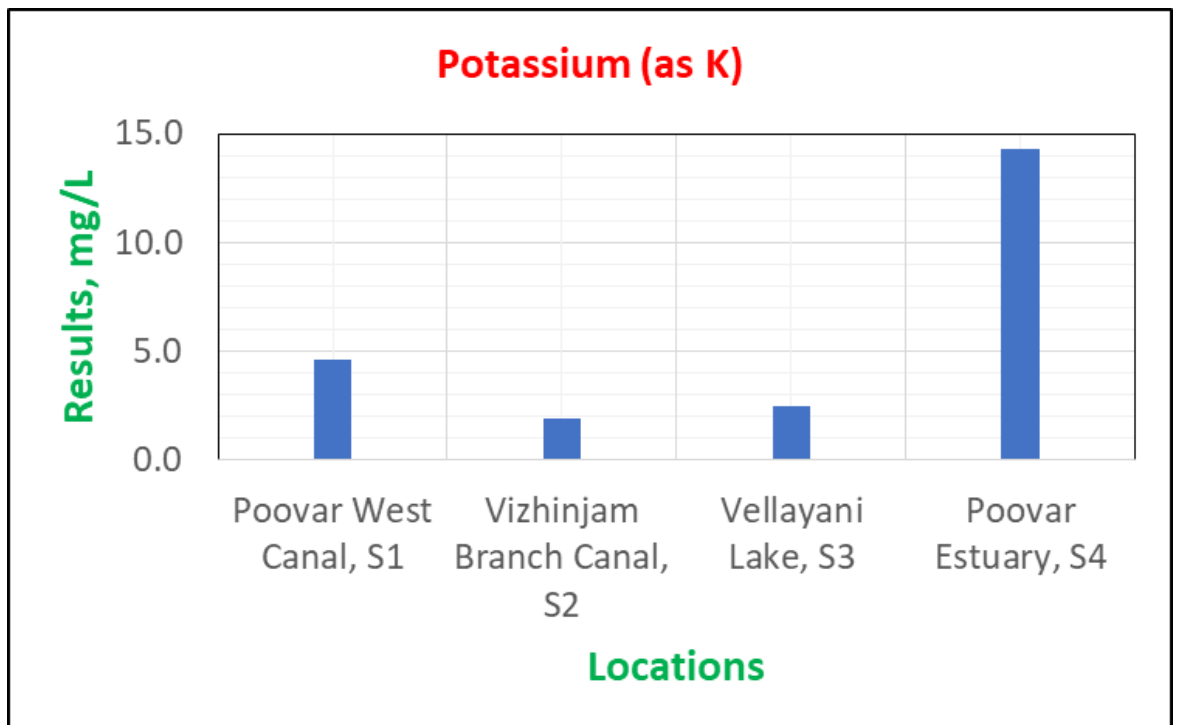 Potassium (as K)
Results, mg/L
15.0
10.0
5.0
0.0
Poovar West
Canal, S1
Vizhinjam
Branch Canal,
S2
Vellayani
Lake, S3
Poovar
Estuary, S4
Locations